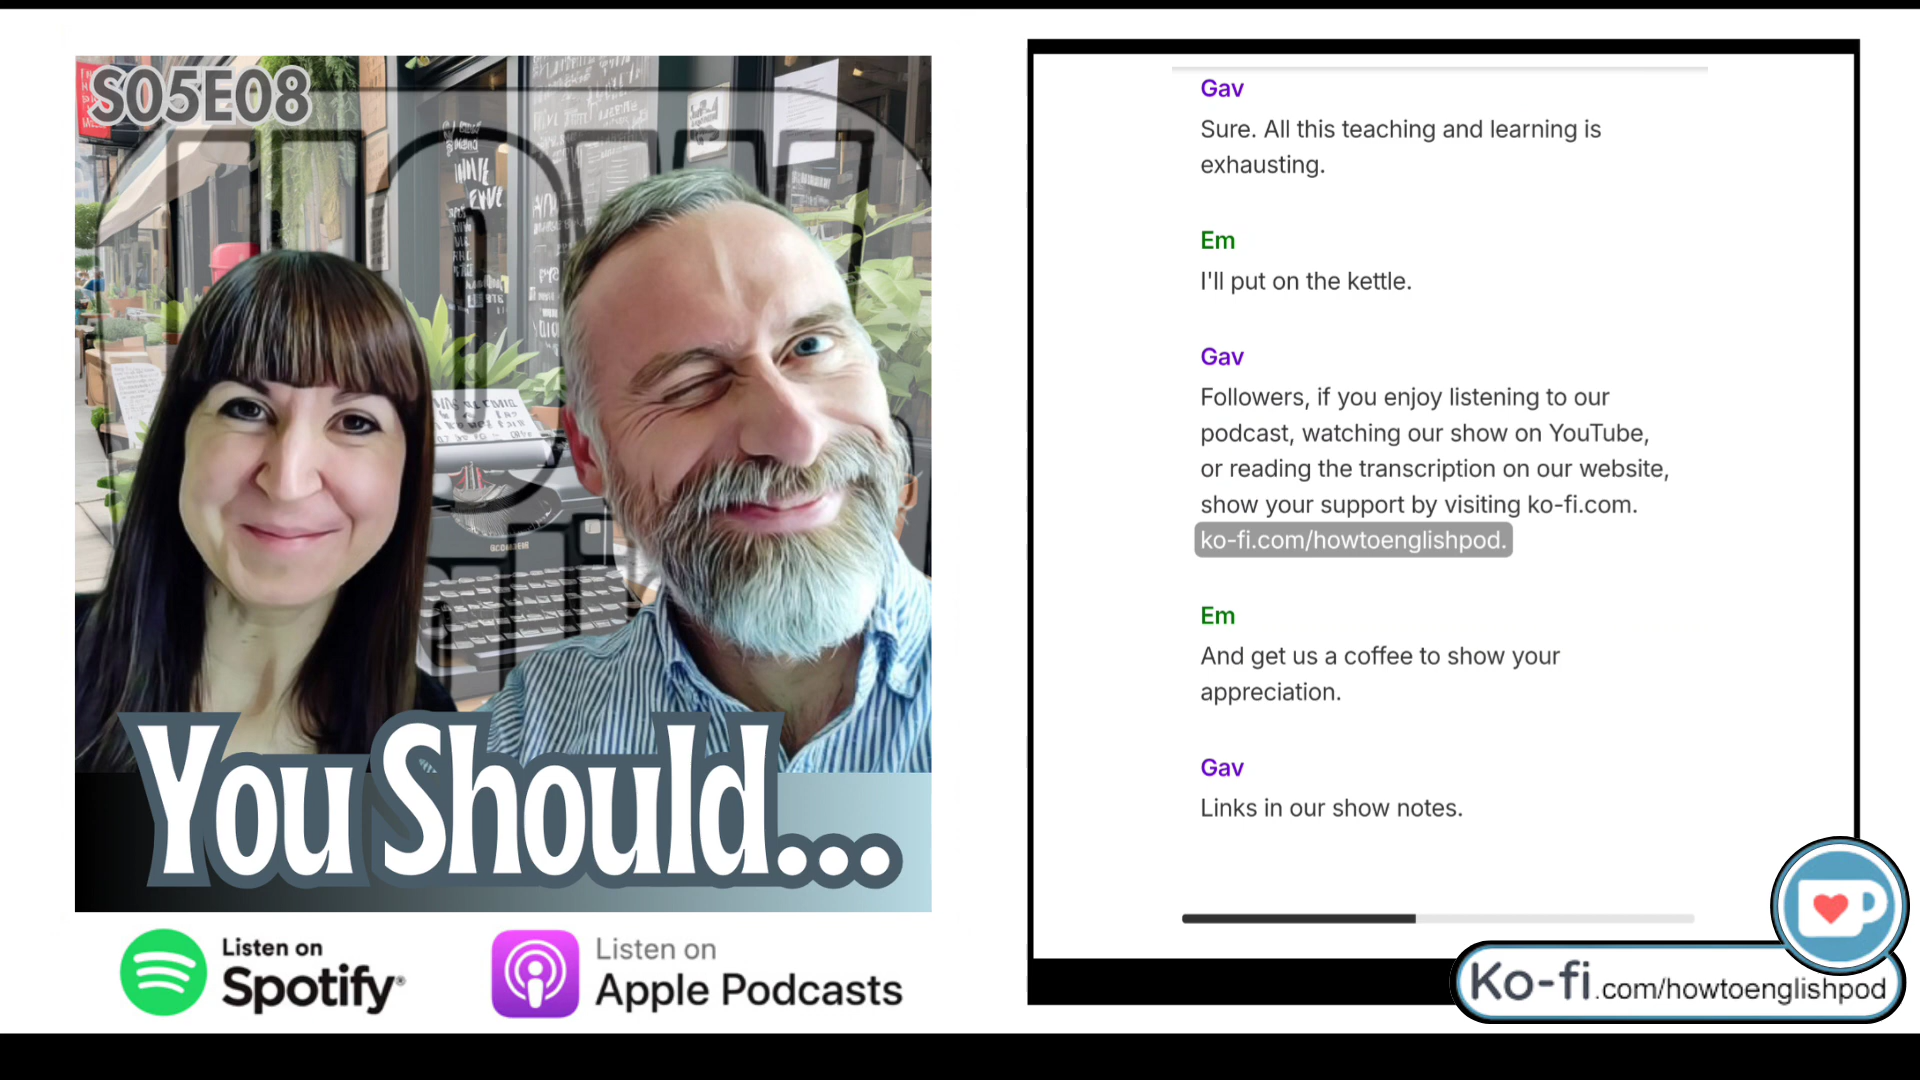 S05E08
You Should...
Listen on
Spotify®
Listen on
Apple Podcasts
Gav
Sure. All this teaching and learning is
exhausting.
Em
I'll put on the kettle.
Gav
Followers, if you enjoy listening to our
podcast, watching our show on YouTube,
or reading the transcription on our website,
show your support by visiting ko-fi.com.
ko-fi.com/howtoenglishpod.
Em
And get us a coffee to show your
appreciation.
Gav
Links in our show notes.
Ko-fi.com/howtoenglishpod